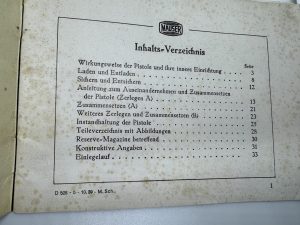 MAUSER
Inhalts-Verzeichnis
Seite
Wirkungsweise der Pistole und ihre innere Einrichtung . . 3
Laden und Entladen . . . . . . . . . . 8
Sichern und Entsichern . . . . . . . . . . 12
Anleitung zum Auseinandernehmen und Zusammensetzen
der Pistole (Zerlegen A) . . . . . . . . . . 13
Zusammensetzen (A) . . . . . . . . . . 21
Weiteres Zerlegen und Zusammensetzen (B) . . . . 23
Instandhaltung der Pistole . . . . . . . . . . 25
Teileverzeichnis mit Abbildungen . . . . . . . . 28
Reserve-Magazine betreffend . . . . . . . . . . 30
Konstruktive Angaben . . . . . . . . . . 31
Einlegelauf . . . . . . . . . . 33
1